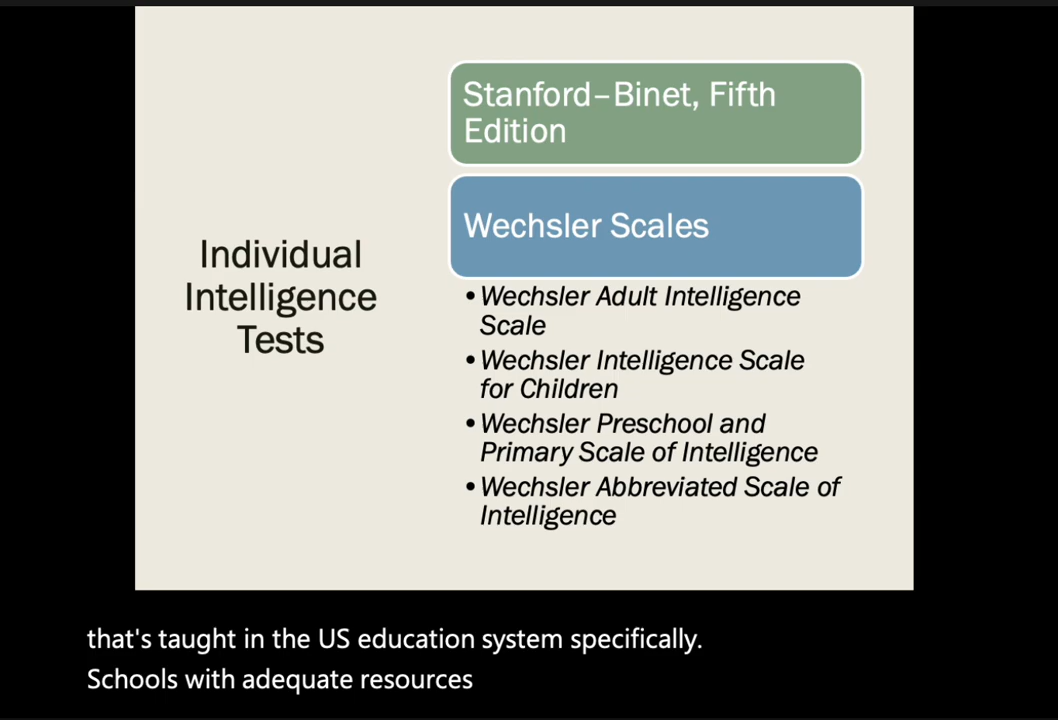 Individual
Intelligence
Tests
Stanford–Binet, Fifth
Edition
Wechsler Scales
• Wechsler Adult Intelligence
Scale
• Wechsler Intelligence Scale
for Children
• Wechsler Preschool and
Primary Scale of Intelligence
• Wechsler Abbreviated Scale of
Intelligence
that's taught in the US education system specifically.
Schools with adequate resources